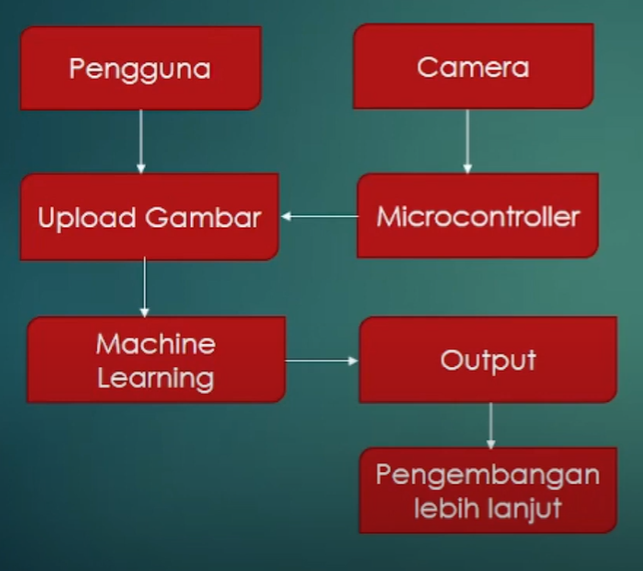 Pengguna
Camera
Upload Gambar
Microcontroller
Machine
Learning
Output
Pengembangan
lebih lanjut